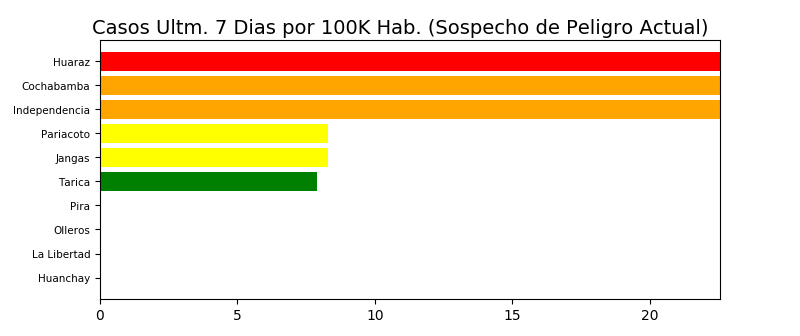 Casos Ultm. 7 Dias por 100K Hab. (Sospecho de Peligro Actual)
Huaraz
Cochabamba
Independencia
Pariacoto
Jangas
Tarica
Pira
Olleros
La Libertad
Huanchay
0 5 10 15 20